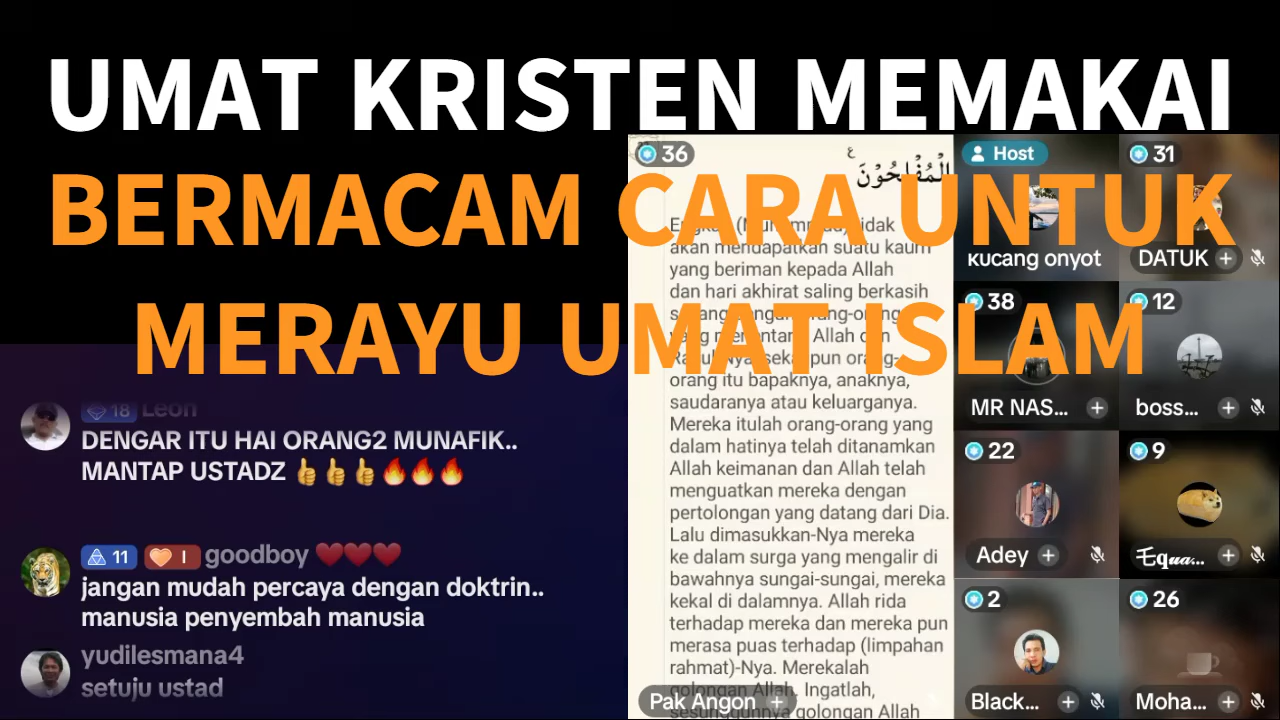 UMAT KRISTEN MEMAKAI
BERMACAM CARA UNTUK
MERAYU UMAT ISLAM
18 Leon
DENGAR ITU HAI ORANG2 MUNAFIK..
MANTAP USTADZ 👍👍👍🔥🔥🔥
11 I goodboy ❤❤❤
jangan mudah percaya dengan doktrin..
manusia penyembah manusia
yudilesmana4
setuju ustad
36
الْمُفْلِحُوْنَ
akan mendapatkan suatu kaum
yang beriman kepada Allah
dan hari akhirat saling berkasih
Allah
orang itu bapaknya, anaknya,
saudaranya atau keluarganya.
Mereka itulah orang-orang yang
dalam hatinya telah ditanamkan
Allah keimanan dan Allah telah
menguatkan mereka dengan
pertolongan yang datang dari Dia.
Lalu dimasukkan-Nya mereka
ke dalam surga yang mengalir di
bawahnya sungai-sungai, mereka
kekal di dalamnya. Allah rida
terhadap mereka dan mereka pun
merasa puas terhadap (limpahan
rahmat)-Nya. Merekalah
golongan Allah. Ingatlah,
sesungguhnya golongan Allah
Pak Angon +
Host
kucang onyot
31
DATUK +
38
MR NAS... +
12
boss... +
22
Adey +
9
Equa... +
2
Black... +
26
Moha... +